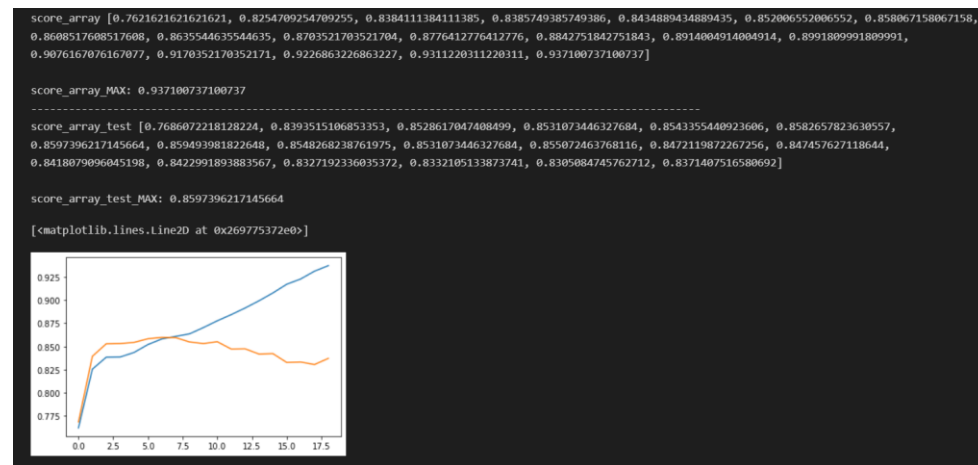 score_array [0.7621621621621621, 0.8254709254709255, 0.8384111384111385, 0.8385749385749386, 0.8434889434889435, 0.852006552006552, 0.858067158067158,
0.8608517608517608, 0.8635544635544635, 0.8703521703521704, 0.8776412776412776, 0.8842751842751843, 0.8914004914004914, 0.8991809991809991,
0.9076167076167077, 0.9170352170352171, 0.9226863226863227, 0.9311220311220311, 0.937100737100737]
score_array_MAX: 0.937100737100737
----------------------------------------------------------------------------------------------------
score_array_test [0.7686072218128224, 0.8393515106853353, 0.8528617047408499, 0.8531073446327684, 0.8543355440923606, 0.8582657823630557,
0.8597396217145664, 0.859493981822648, 0.8548268238761975, 0.8531073446327684, 0.855072463768116, 0.8472119872267256, 0.847457627118644,
0.8418079096045198, 0.8422991893883567, 0.8327192336035372, 0.8332105133873741, 0.8305084745762712, 0.8371407516580692]
score_array_test_MAX: 0.8597396217145664
[<matplotlib.lines.Line2D at 0x269775372e0>]
0.925
0.900
0.875
0.850
0.825
0.800
0.775
0.0 2.5 5.0 7.5 10.0 12.5 15.0 17.5